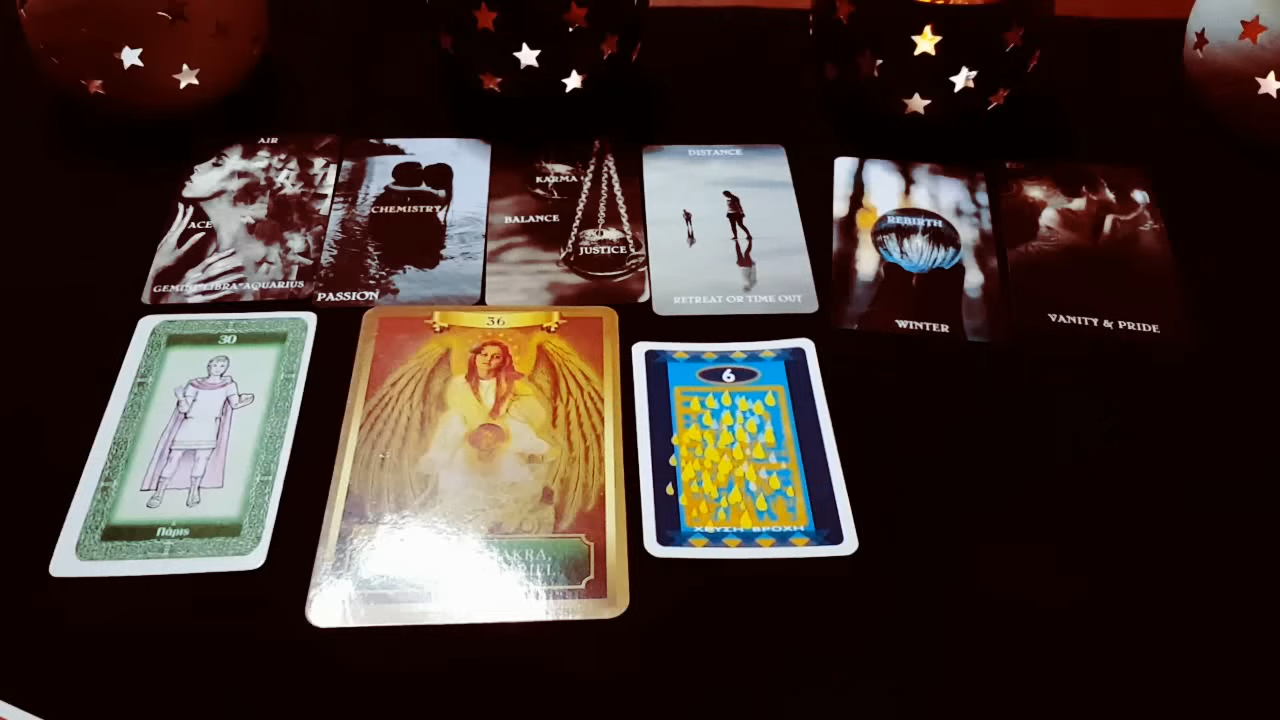 AIR
ACE
GEMINI*LIBRA*AQUARIUS
CHEMISTRY
PASSION
KARMA
BALANCE
JUSTICE
DISTANCE
RETREAT OR TIME OUT
REBIRTH
WINTER
VANITY & PRIDE
30
Πάρις
36
6
ΧΡΥΣΗ ΒΡΟΧΗ